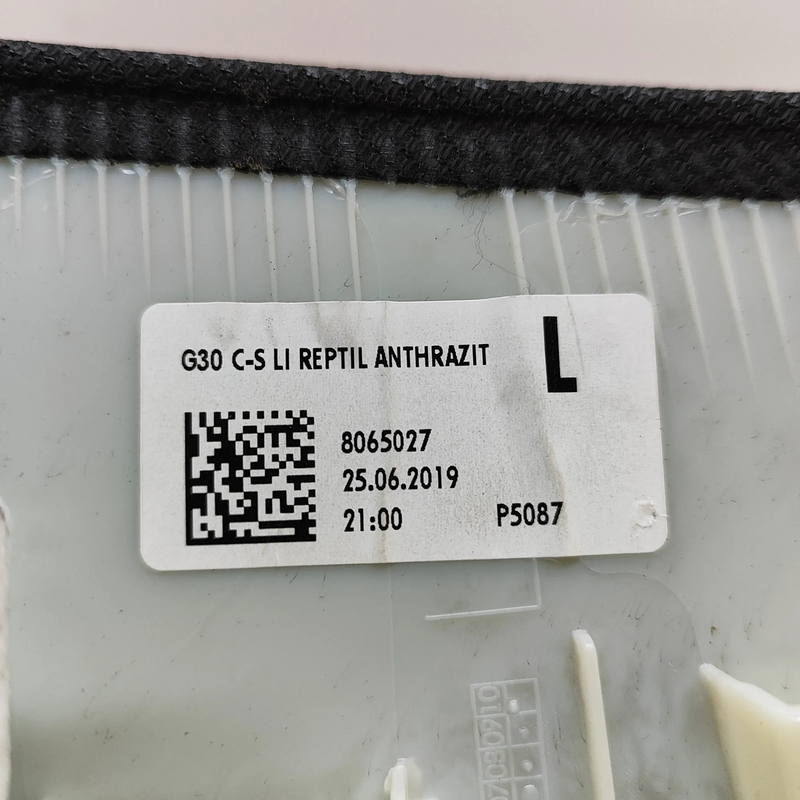 G30 C-S LI REPTIL ANTHRAZIT
L
8065027
25.06.2019
21:00
P5087